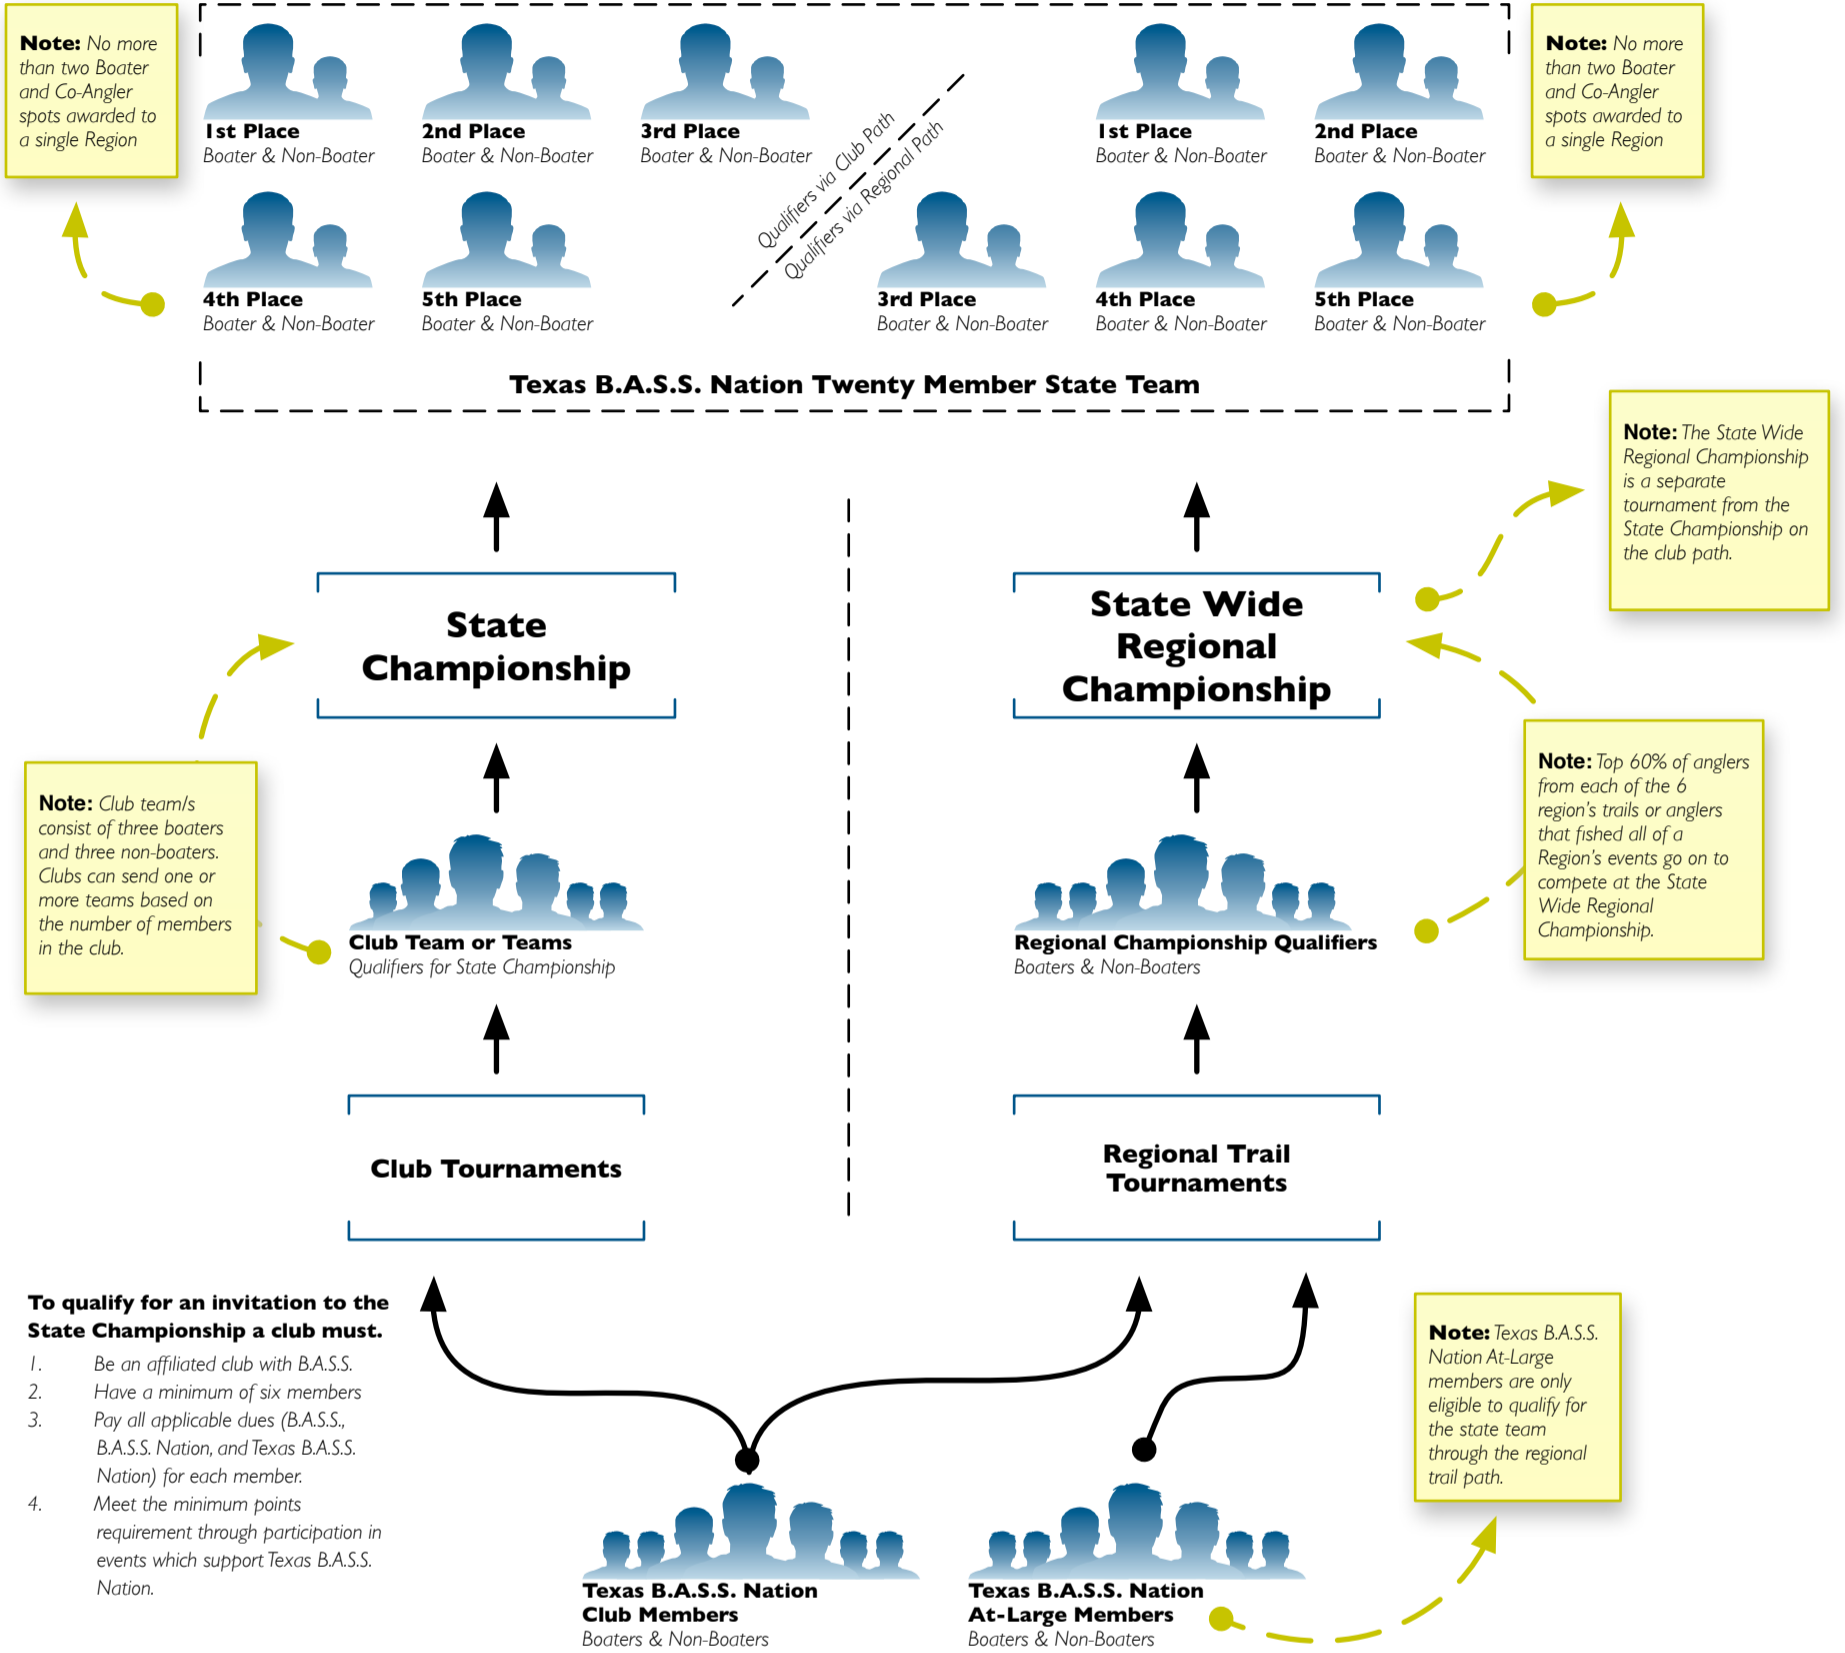 Note: No more
than two Boater
and Co-Angler
spots awarded to
a single Region
1st Place
Boater & Non-Boater
2nd Place
Boater & Non-Boater
3rd Place
Boater & Non-Boater
4th Place
Boater & Non-Boater
5th Place
Boater & Non-Boater
Qualifiers via Club Path
Qualifiers via Regional Path
1st Place
Boater & Non-Boater
2nd Place
Boater & Non-Boater
3rd Place
Boater & Non-Boater
4th Place
Boater & Non-Boater
5th Place
Boater & Non-Boater
Note: No more
than two Boater
and Co-Angler
spots awarded to
a single Region
Texas B.A.S.S. Nation Twenty Member State Team
Note: The State Wide
Regional Championship
is a separate
tournament from the
State Championship on
the club path.
State
Championship
State Wide
Regional
Championship
Note: Club team/s
consist of three boaters
and three non-boaters.
Clubs can send one or
more teams based on
the number of members
in the club.
Note: Top 60% of anglers
from each of the 6
region's trails or anglers
that fished all of a
Region's events go on to
compete at the State
Wide Regional
Championship.
Club Team or Teams
Qualifiers for State Championship
Regional Championship Qualifiers
Boaters & Non-Boaters
Club Tournaments
Regional Trail
Tournaments
To qualify for an invitation to the
State Championship a club must.
1. Be an affiliated club with B.A.S.S.
2. Have a minimum of six members
3. Pay all applicable dues (B.A.S.S.,
B.A.S.S. Nation, and Texas B.A.S.S.
Nation) for each member.
4. Meet the minimum points
requirement through participation in
events which support Texas B.A.S.S.
Nation.
Note: Texas B.A.S.S.
Nation At-Large
members are only
eligible to qualify for
the state team
through the regional
trail path.
Texas B.A.S.S. Nation
Club Members
Boaters & Non-Boaters
Texas B.A.S.S. Nation
At-Large Members
Boaters & Non-Boaters